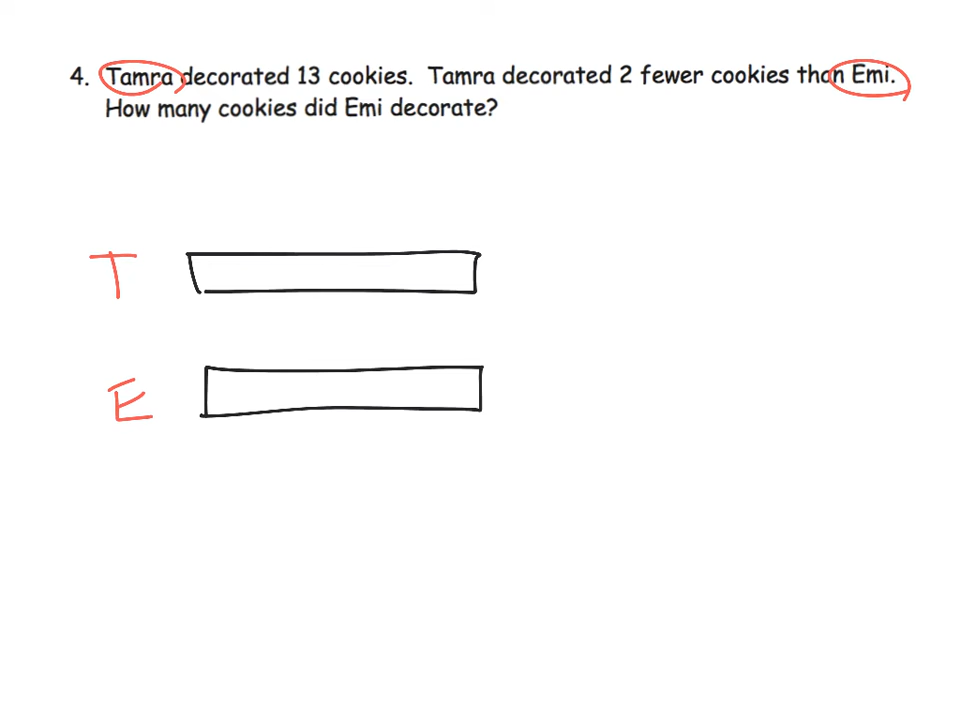 4. Tamra decorated 13 cookies. Tamra decorated 2 fewer cookies than Emi.
How many cookies did Emi decorate?
T
E